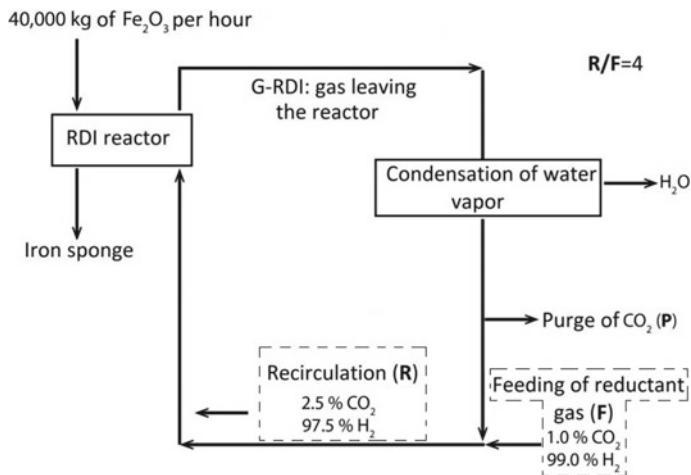 40,000 kg of Fe₂O₃ per hour
R/F=4
G-RDI: gas leaving
the reactor
RDI reactor
Condensation of water
vapor
H₂O
Iron sponge
Purge of CO₂ (P)
Recirculation (R)
2.5 % CO₂
97.5 % H₂
Feeding of reductant
gas (F)
1.0 % CO₂
99.0 % H₂